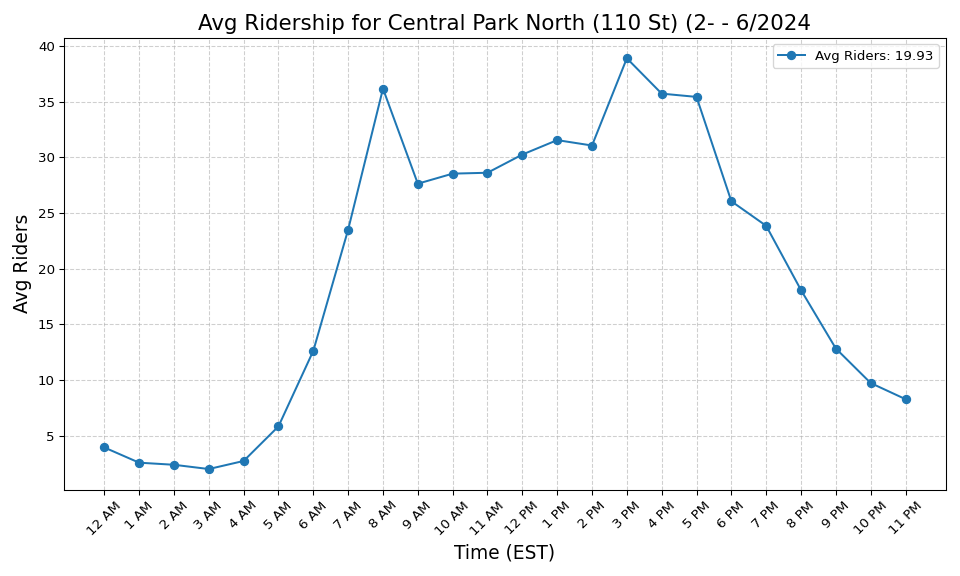 Avg Ridership for Central Park North (110 St) (2- - 6/2024
Avg Riders: 19.93
Avg Riders
40
35
30
25
20
15
10
5
12 AM
1 AM
2 AM
3 AM
4 AM
5 AM
6 AM
7 AM
8 AM
9 AM
10 AM
11 AM
12 PM
1 PM
2 PM
3 PM
4 PM
5 PM
6 PM
7 PM
8 PM
9 PM
10 PM
11 PM
Time (EST)